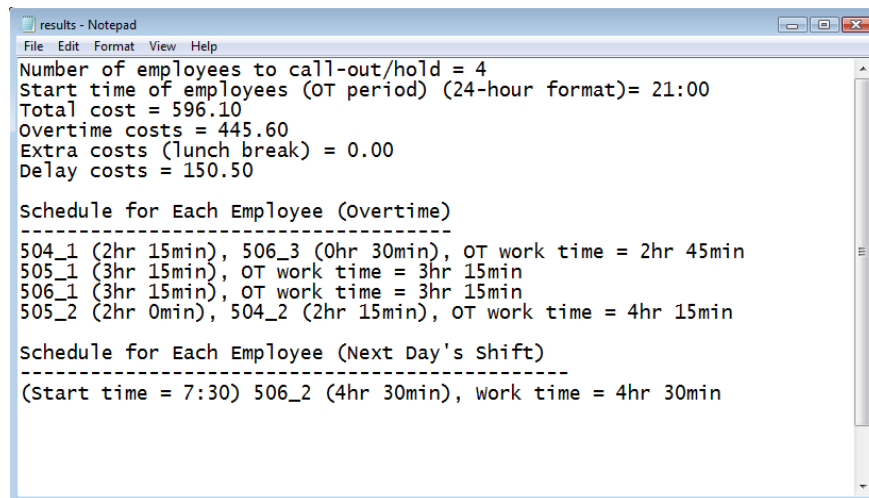 results - Notepad
File Edit Format View Help
Number of employees to call-out/hold = 4
Start time of employees (OT period) (24-hour format)= 21:00
Total cost = 596.10
Overtime costs = 445.60
Extra costs (lunch break) = 0.00
Delay costs = 150.50
Schedule for Each Employee (Overtime)
-----------------------------------
504_1 (2hr 15min), 506_3 (0hr 30min), OT work time = 2hr 45min
505_1 (3hr 15min), OT work time = 3hr 15min
506_1 (3hr 15min), OT work time = 3hr 15min
505_2 (2hr 0min), 504_2 (2hr 15min), OT work time = 4hr 15min
Schedule for Each Employee (Next Day's Shift)
---------------------------------------------
(Start time = 7:30) 506_2 (4hr 30min), Work time = 4hr 30min